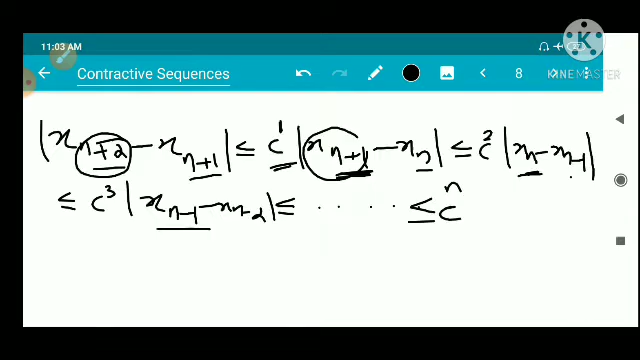 11:03 AM
Contractive Sequences
8
KINEMASTER
|x_{n+2} - x_{n+1}| ≤ c^1 |x_{n+1} - x_n| ≤ c^2 |x_n - x_{n-1}|
≤ c^3 |x_{n-1} - x_{n-2}| ≤ . . . . ≤ c^n